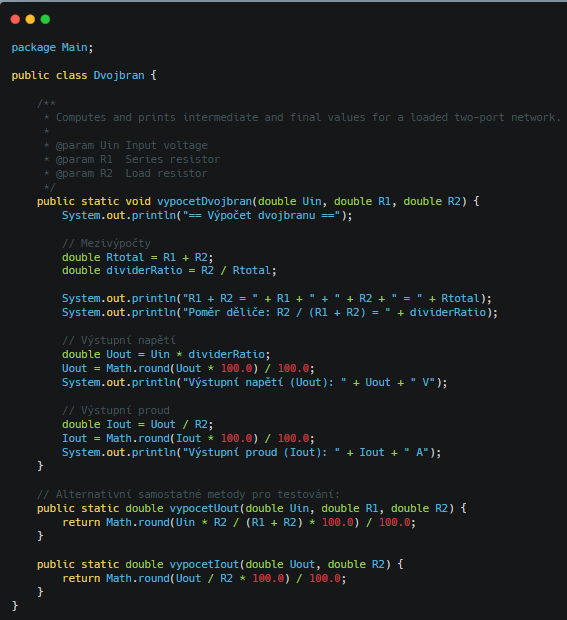 package Main;

public class Dvojbran {

    /**
     * Computes and prints intermediate and final values for a loaded two-port network.
     *
     * @param Uin Input voltage
     * @param R1  Series resistor
     * @param R2  Load resistor
     */
    public static void vypocetDvojbran(double Uin, double R1, double R2) {
        System.out.println("== Výpočet dvojbranu ==");

        // Mezivýpočty
        double Rtotal = R1 + R2;
        double dividerRatio = R2 / Rtotal;

        System.out.println("R1 + R2 = " + R1 + " + " + R2 + " = " + Rtotal);
        System.out.println("Poměr děliče: R2 / (R1 + R2) = " + dividerRatio);

        // Výstupní napětí
        double Uout = Uin * dividerRatio;
        Uout = Math.round(Uout * 100.0) / 100.0;
        System.out.println("Výstupní napětí (Uout): " + Uout + " V");

        // Výstupní proud
        double Iout = Uout / R2;
        Iout = Math.round(Iout * 100.0) / 100.0;
        System.out.println("Výstupní proud (Iout): " + Iout + " A");
    }

    // Alternativní samostatné metody pro testování:
    public static double vypocetUout(double Uin, double R1, double R2) {
        return Math.round(Uin * R2 / (R1 + R2) * 100.0) / 100.0;
    }

    public static double vypocetIout(double Uout, double R2) {
        return Math.round(Uout / R2 * 100.0) / 100.0;
    }
}